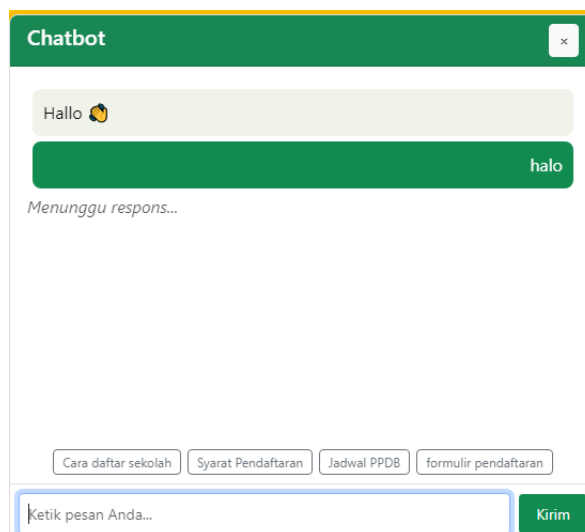 Chatbot
×
Hallo 👏
halo
Menunggu respons...
Cara daftar sekolah Syarat Pendaftaran Jadwal PPDB formulir pendaftaran
Ketik pesan Anda... Kirim